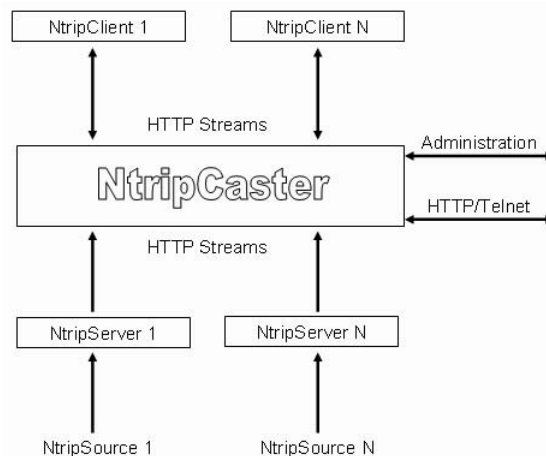 NtripClient 1
NtripClient N
HTTP Streams
Administration
NtripCaster
HTTP/Telnet
HTTP Streams
NtripServer 1
NtripServer N
NtripSource 1
NtripSource N